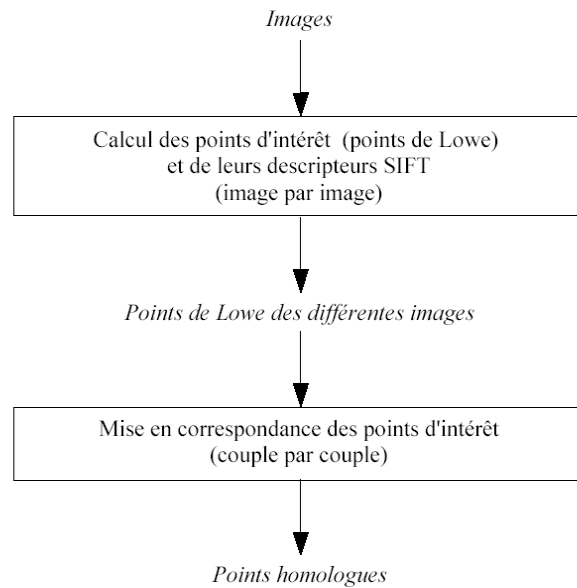 Images
Calcul des points d'intérêt (points de Lowe)
et de leurs descripteurs SIFT
(image par image)
Points de Lowe des différentes images
Mise en correspondance des points d'intérêt
(couple par couple)
Points homologues